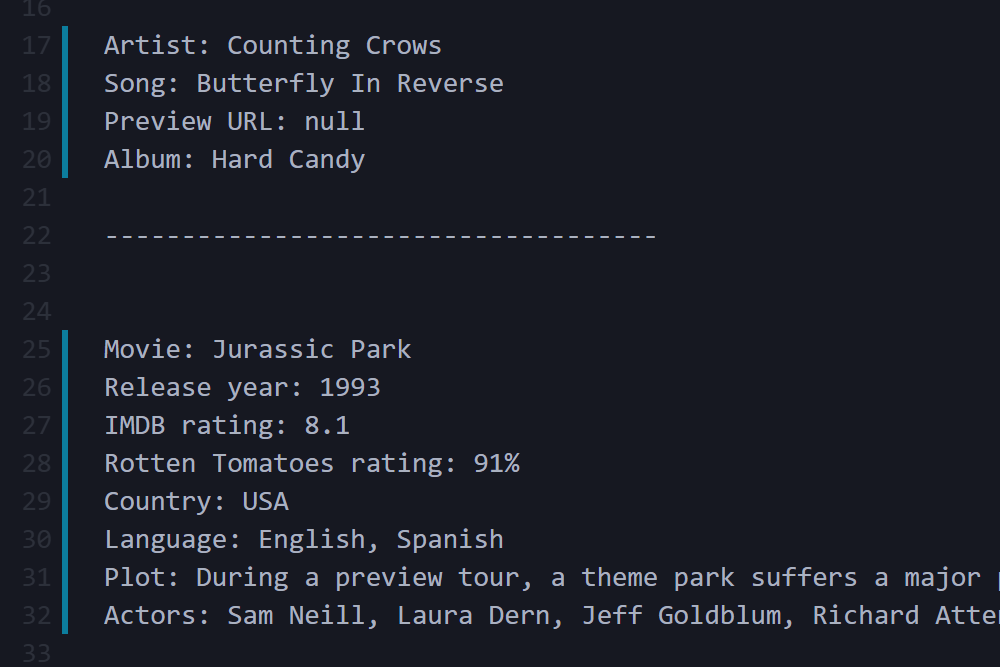 16
17 Artist: Counting Crows
18 Song: Butterfly In Reverse
19 Preview URL: null
20 Album: Hard Candy
21
22 ------------------------------------
23
24
25 Movie: Jurassic Park
26 Release year: 1993
27 IMDB rating: 8.1
28 Rotten Tomatoes rating: 91%
29 Country: USA
30 Language: English, Spanish
31 Plot: During a preview tour, a theme park suffers a major
32 Actors: Sam Neill, Laura Dern, Jeff Goldblum, Richard
33